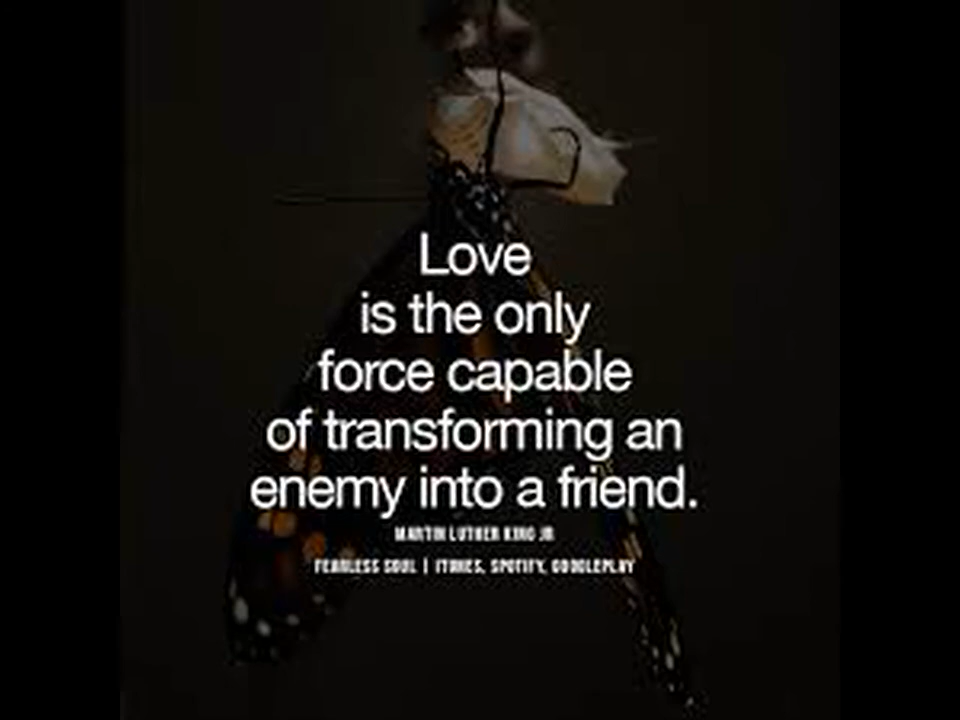 Love
is the only
force capable
of transforming an
enemy into a friend.
MARTIN LUTHER KING JR
FEARLESS SOUL | ITUNES, SPOTIFY, GOOGLEPLAY